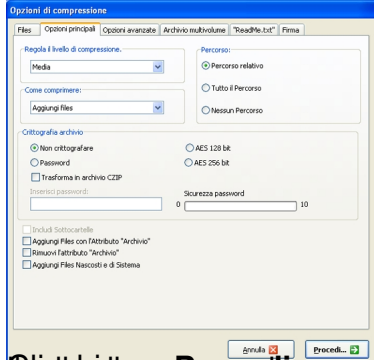 Opzioni di compressione
Files Opzioni principali Opzioni avanzate Archivio multivolume "ReadMe.txt" Firma
Regola il livello di compressione.
Media
Come comprimere:
Aggiungi files
Percorso:
Percorso relativo
Tutto il Percorso
Nessun Percorso
Crittografia archivio
Non crittografare AES 128 bit
Password AES 256 bit
Trasforma in archivio CZIP
Inserisci password: Sicurezza password
0 10
Includi Sottocartelle
Aggiungi Files con l'Attributo "Archivio"
Rimuovi l'attributo "Archivio"
Aggiungi Files Nascosti e di Sistema
Annulla Procedi...